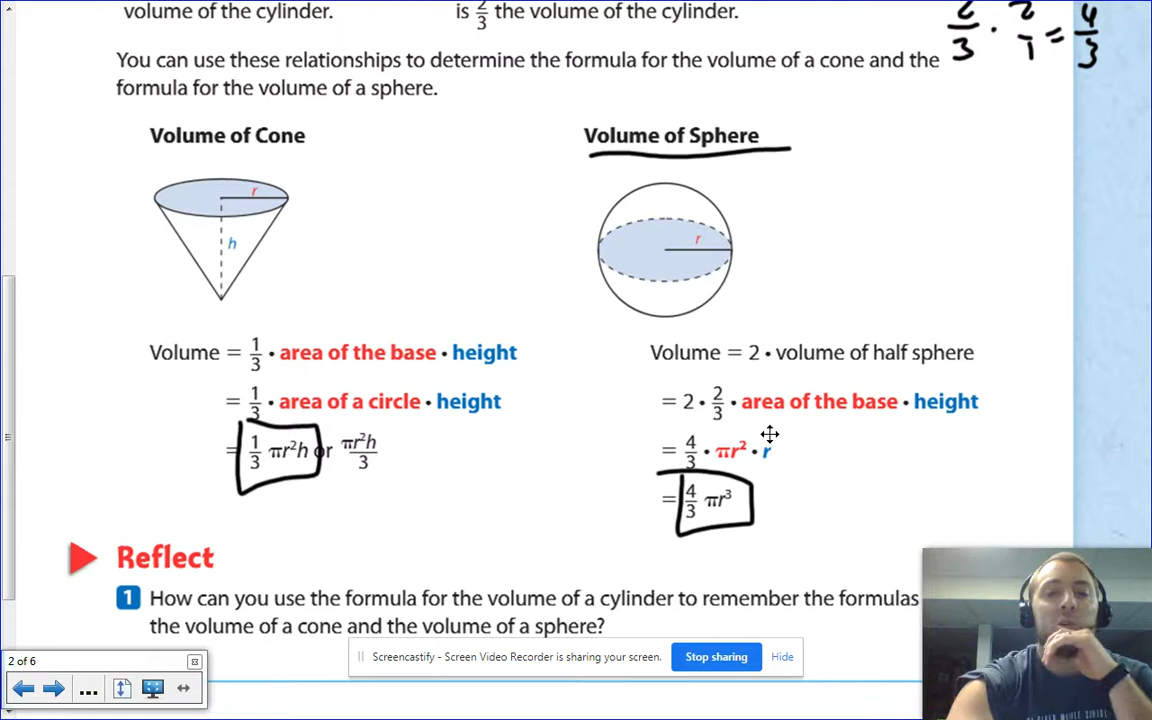 volume of the cylinder.
is 2/3 the volume of the cylinder.
2/3 · 2/1 = 4/3
You can use these relationships to determine the formula for the volume of a cone and the
formula for the volume of a sphere.
Volume of Cone
Volume of Sphere
r
h
r
Volume = 1/3 • area of the base • height
= 1/3 • area of a circle • height
= 1/3 πr²h or πr²h/3
Volume = 2 • volume of half sphere
= 2 • 2/3 • area of the base • height
= 4/3 • πr² • r
= 4/3 πr³
Reflect
1 How can you use the formula for the volume of a cylinder to remember the formulas
the volume of a cone and the volume of a sphere?
Screencastify - Screen Video Recorder is sharing your screen.
Stop sharing
Hide
2 of 6
...